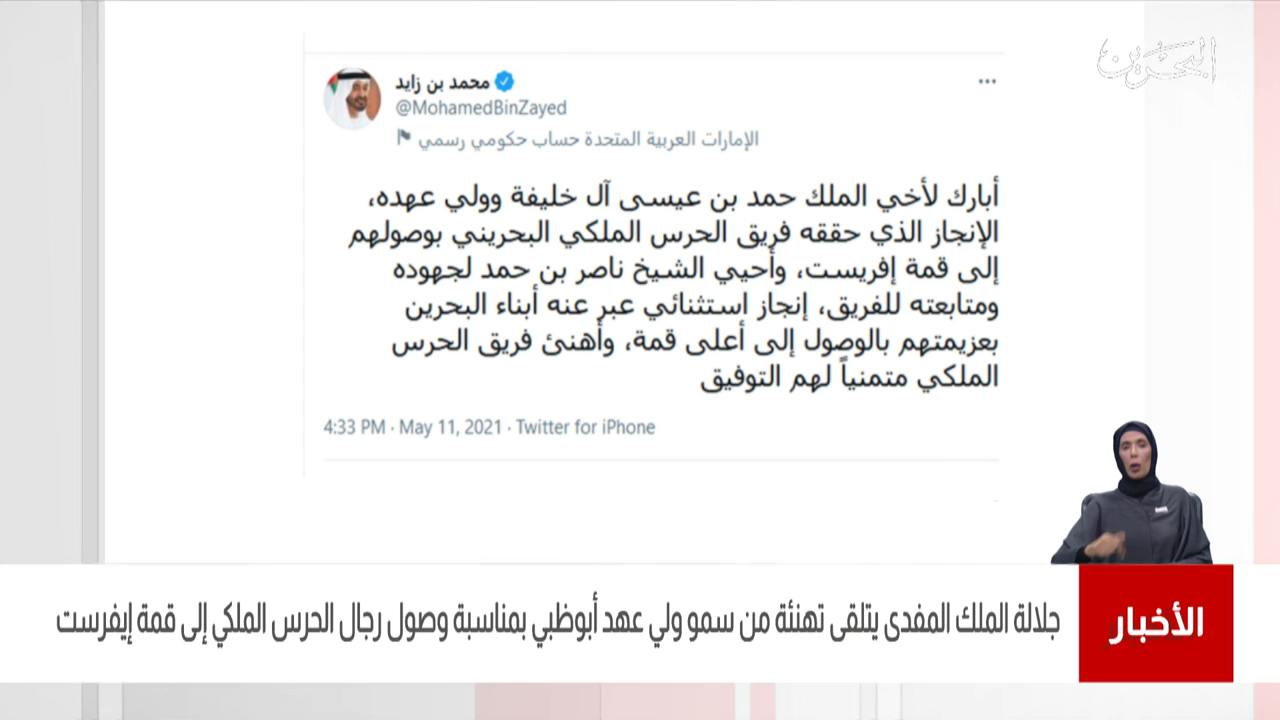 البحرين
محمد بن زايد
@MohamedBinZayed
الإمارات العربية المتحدة حساب حكومي رسمي
أبارك لأخي الملك حمد بن عيسى آل خليفة وولي عهده،
الإنجاز الذي حققه فريق الحرس الملكي البحريني بوصولهم
إلى قمة إفريست، وأحيي الشيخ ناصر بن حمد لجهوده
ومتابعته للفريق، إنجاز استثنائي عبر عنه أبناء البحرين
بعزيمتهم بالوصول إلى أعلى قمة، وأهنئ فريق الحرس
الملكي متمنياً لهم التوفيق
4:33 PM · May 11, 2021 · Twitter for iPhone
الأخبار
جلالة الملك المفدى يتلقى تهنئة من سمو ولي عهد أبوظبي بمناسبة وصول رجال الحرس الملكي إلى قمة إيفرست